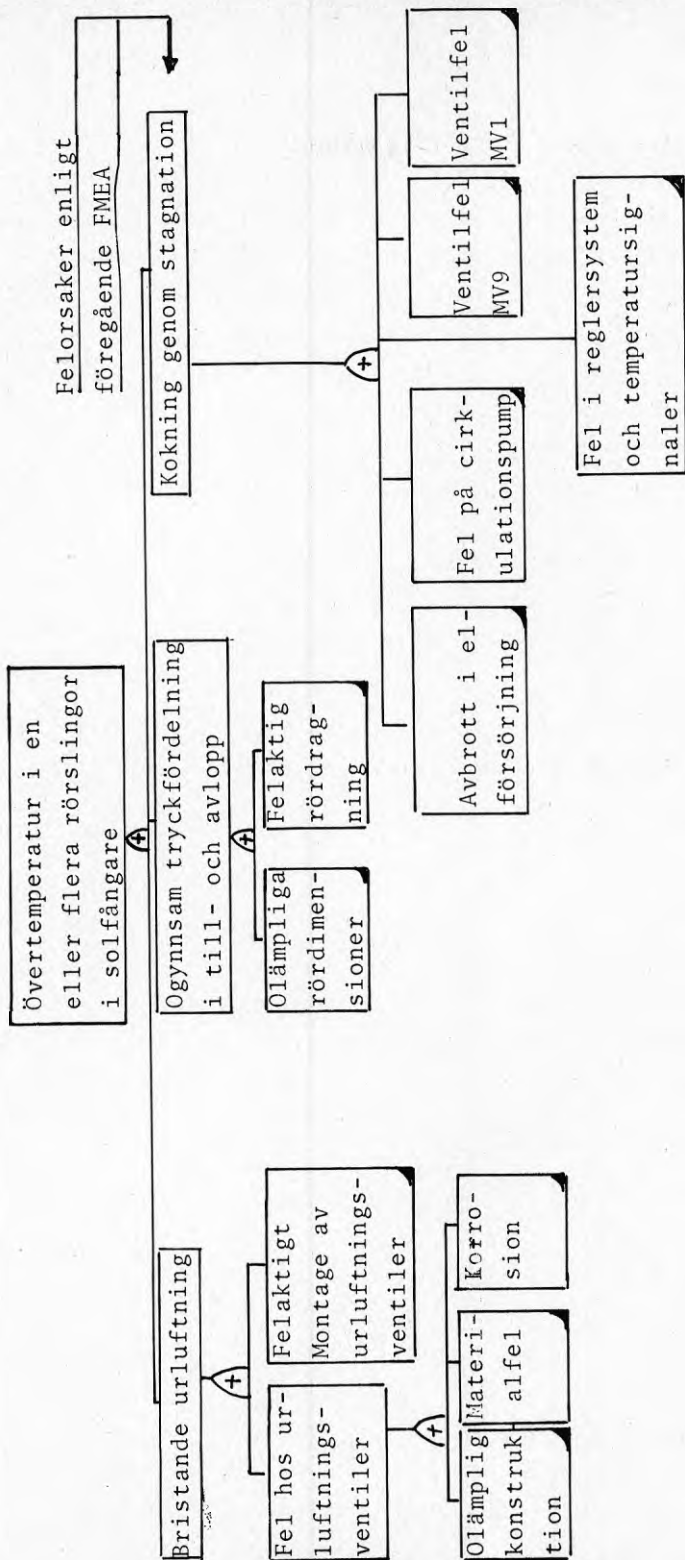 Felorsaker enligt
föregående FMEA
Övertemperatur i en
eller flera rörslingor
i solfångare
Bristande urluftning
Ogynnsam tryckfördelning
i till- och avlopp
Kokning genom stagnation
+
+
+
+
+
Fel hos ur-
luftnings-
ventiler
Felaktigt
Montage av
urluftnings-
ventiler
Olämpliga
rördimen-
sioner
Felaktig
rördrag-
ning
Olämplig
konstruk-
tion
Materi-
alfel
Korro-
sion
Avbrott i el-
försörjning
Fel på cirk-
ulationspump
Ventilfel
MV9
Ventilfel
MV1
Fel i reglersystem
och temperatursig-
naler